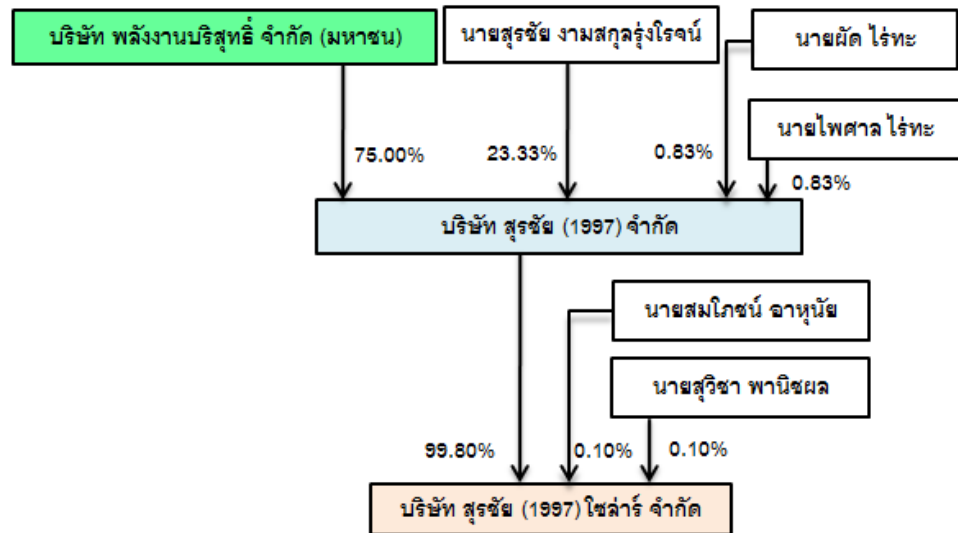 บริษัท พลังงานบริสุทธิ์ จำกัด (มหาชน)
นายสุรชัย งามสกุลรุ่งโรจน์
นายผัด ไร่ทะ
นายไพศาล ไร่ทะ
75.00%
23.33%
0.83%
0.83%
บริษัท สุรชัย (1997) จำกัด
นายสมโภชน์ อาหุนัย
นายสุวิชา พานิชผล
99.80%
0.10%
0.10%
บริษัท สุรชัย (1997) โซล่าร์ จำกัด